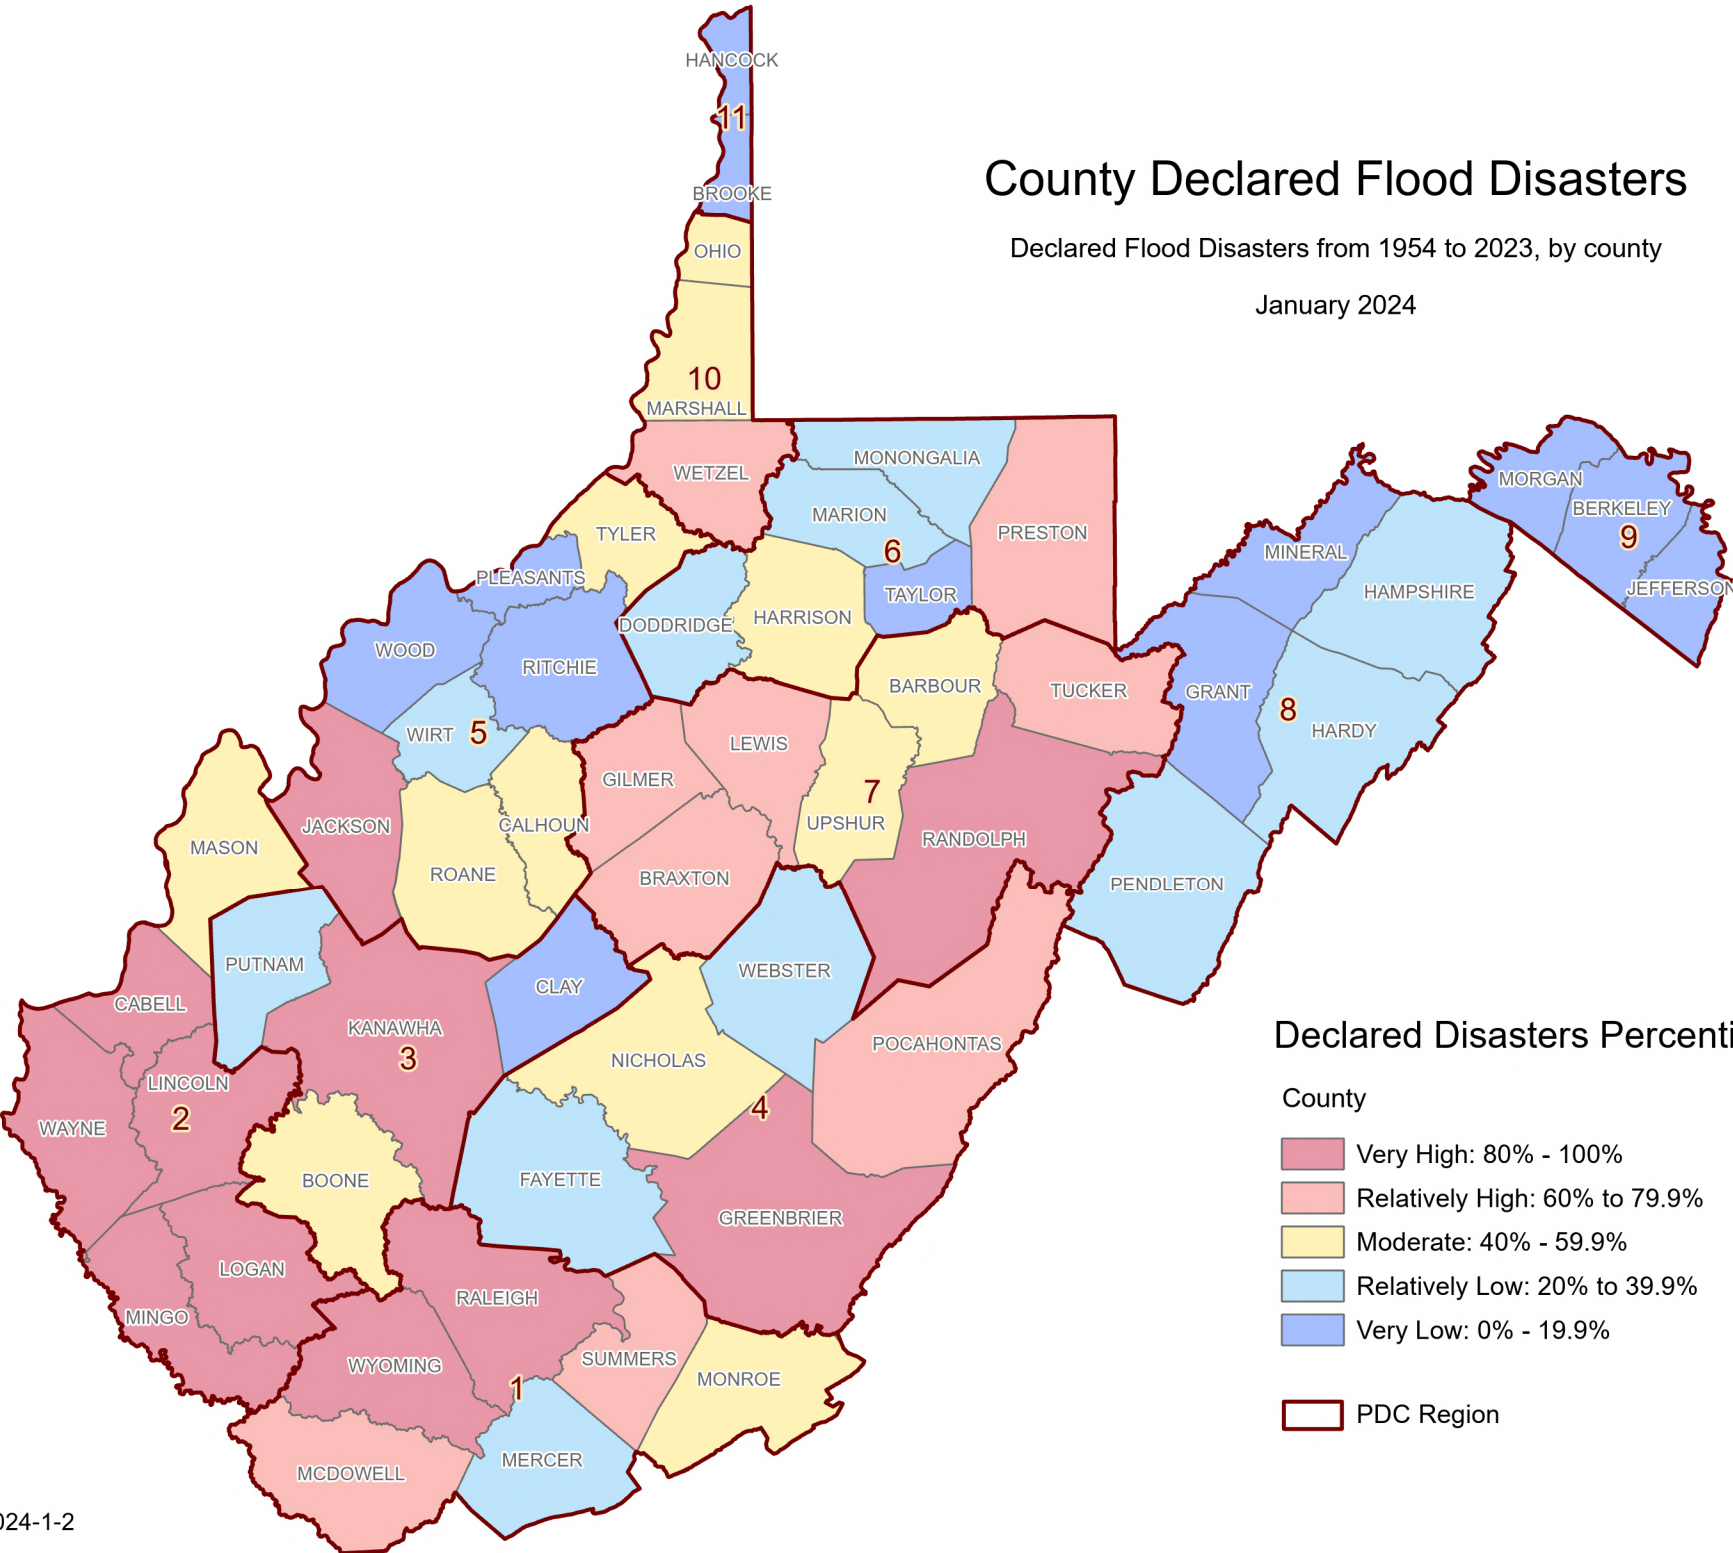 HANCOCK
11
BROOKE
OHIO
County Declared Flood Disasters
Declared Flood Disasters from 1954 to 2023, by county
January 2024
10
MARSHALL
WETZEL
MONONGALIA
MORGAN
BERKELEY
9
JEFFERSON
MARION
6
PRESTON
TYLER
MINERAL
PLEASANTS
TAYLOR
HAMPSHIRE
DODDRIDGE
HARRISON
WOOD
RITCHIE
BARBOUR
TUCKER
GRANT
8
HARDY
WIRT
5
LEWIS
GILMER
7
UPSHUR
JACKSON
CALHOUN
RANDOLPH
MASON
ROANE
BRAXTON
PENDLETON
PUTNAM
WEBSTER
CLAY
CABELL
KANAWHA
3
NICHOLAS
POCAHONTAS
LINCOLN
2
WAYNE
4
BOONE
FAYETTE
GREENBRIER
LOGAN
RALEIGH
MINGO
WYOMING
SUMMERS
1
MONROE
MERCER
MCDOWELL
Declared Disasters Percenti
County
Very High: 80% - 100%
Relatively High: 60% to 79.9%
Moderate: 40% - 59.9%
Relatively Low: 20% to 39.9%
Very Low: 0% - 19.9%
PDC Region
024-1-2